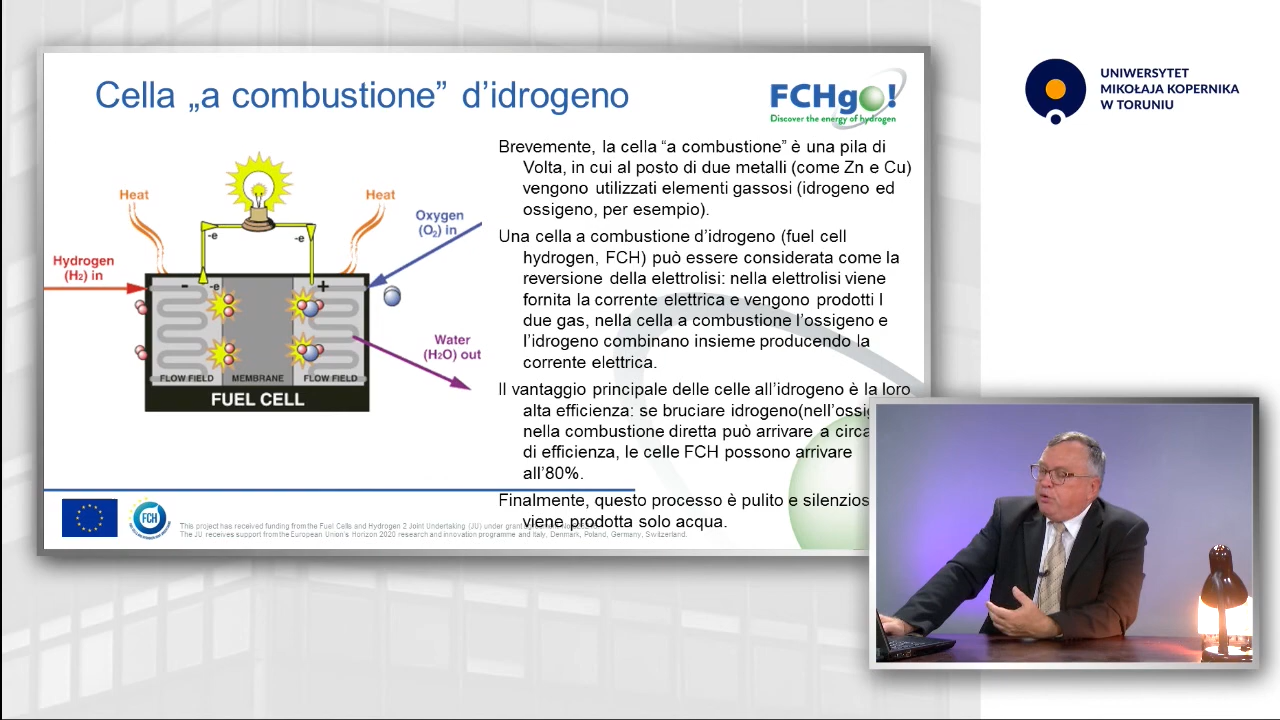 Cella „a combustione” d’idrogeno
FCHgo!
Discover the energy of hydrogen
UNIWERSYTET
MIKOŁAJA KOPERNIKA
W TORUNIU
Heat
Heat
Oxygen
(O₂) in
-e
-e
Hydrogen
(H₂) in
-
-e
+
Water
(H₂O) out
FLOW FIELD
MEMBRANE
FLOW FIELD
FUEL CELL
Brevemente, la cella “a combustione” è una pila di
Volta, in cui al posto di due metalli (come Zn e Cu)
vengono utilizzati elementi gassosi (idrogeno ed
ossigeno, per esempio).
Una cella a combustione d’idrogeno (fuel cell
hydrogen, FCH) può essere considerata come la
reversione della elettrolisi: nella elettrolisi viene
fornita la corrente elettrica e vengono prodotti I
due gas, nella cella a combustione l’ossigeno e
l’idrogeno combinano insieme producendo la
corrente elettrica.
Il vantaggio principale delle celle all’idrogeno è la loro
alta efficienza: se bruciare
nella combustione diretta può arrivare a circa
di efficienza, le celle FCH possono arrivare
all’80%.
Finalmente, questo processo è pulito e
viene prodotta solo acqua.
FCH
This project has received funding from the Fuel Cells and Hydrogen 2 Joint Undertaking (JU) under
The JU receives support from the European Union’s Horizon 2020 research and innovation programme and Italy, Denmark, Poland, Germany, Switzerland.